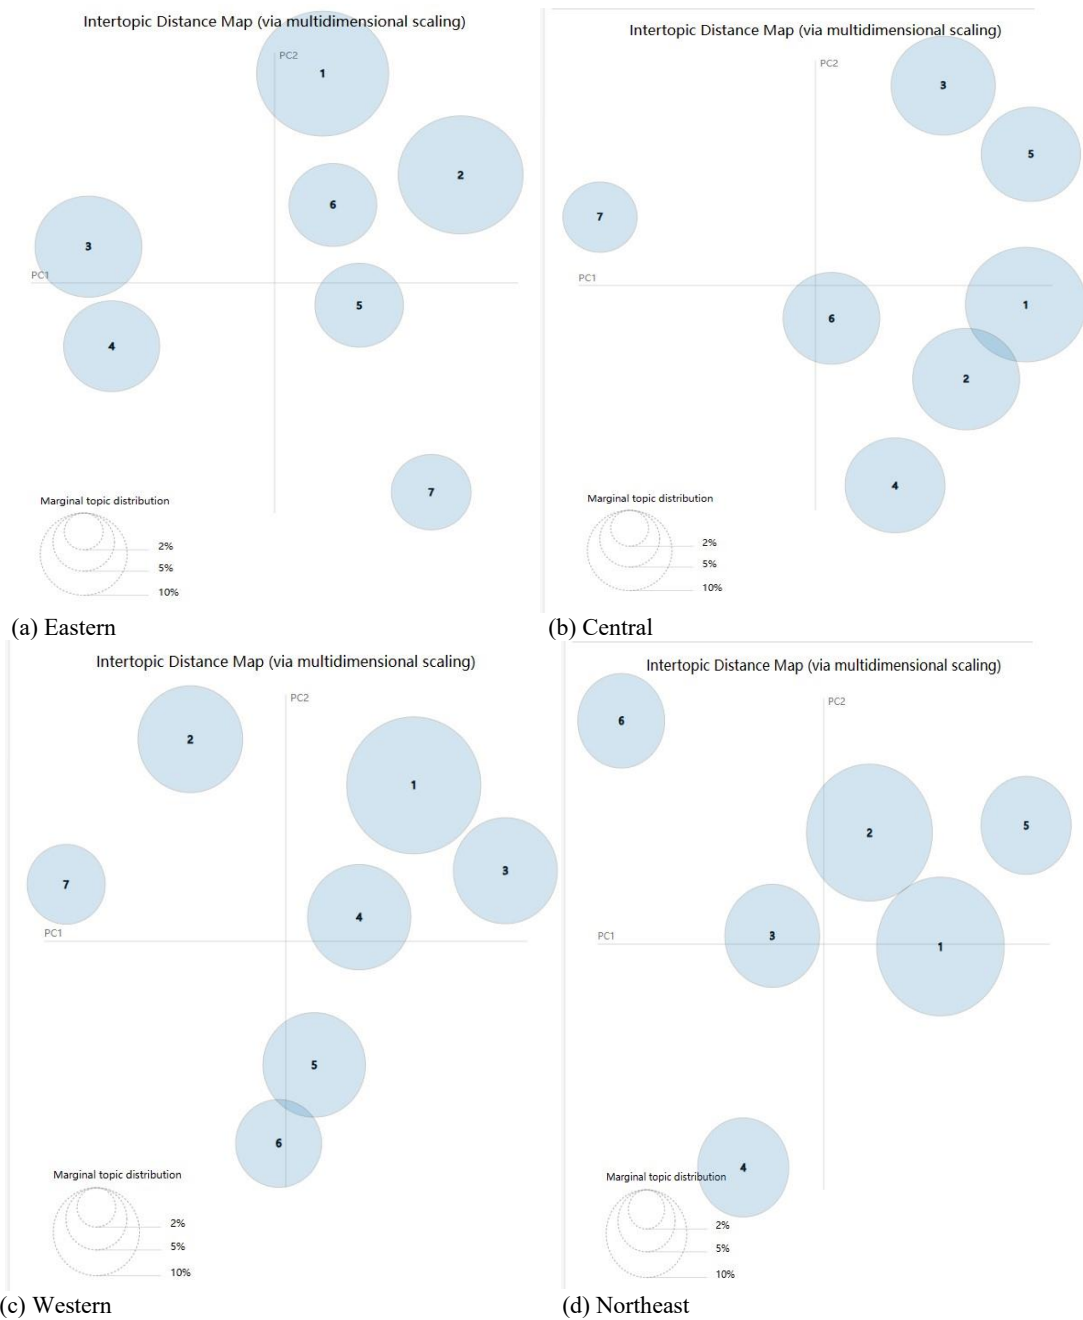 Intertopic Distance Map (via multidimensional scaling)
PC2
1
2
6
3
PC1
5
4
7
Marginal topic distribution
2%
5%
10%
(a) Eastern
Intertopic Distance Map (via multidimensional scaling)
PC2
3
5
7
PC1
1
6
2
4
Marginal topic distribution
2%
5%
10%
(b) Central
Intertopic Distance Map (via multidimensional scaling)
PC2
2
1
3
7
4
PC1
5
6
Marginal topic distribution
2%
5%
10%
(c) Western
Intertopic Distance Map (via multidimensional scaling)
PC2
6
5
2
3
PC1
1
4
Marginal topic distribution
2%
5%
10%
(d) Northeast